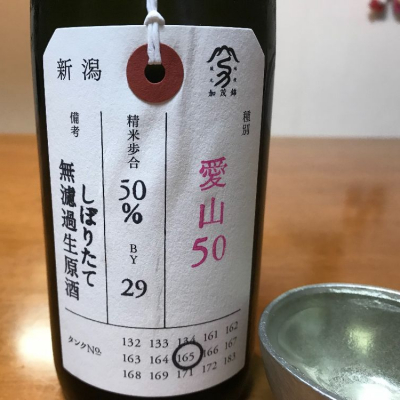 新潟
加茂錦
種別
愛山50
精米歩合
50%
BY
29
備考
しぼりたて
無濾過生原酒
タンクNo.
132 133 134 161 162
163 164 165 166 167
168 169 171 172 183